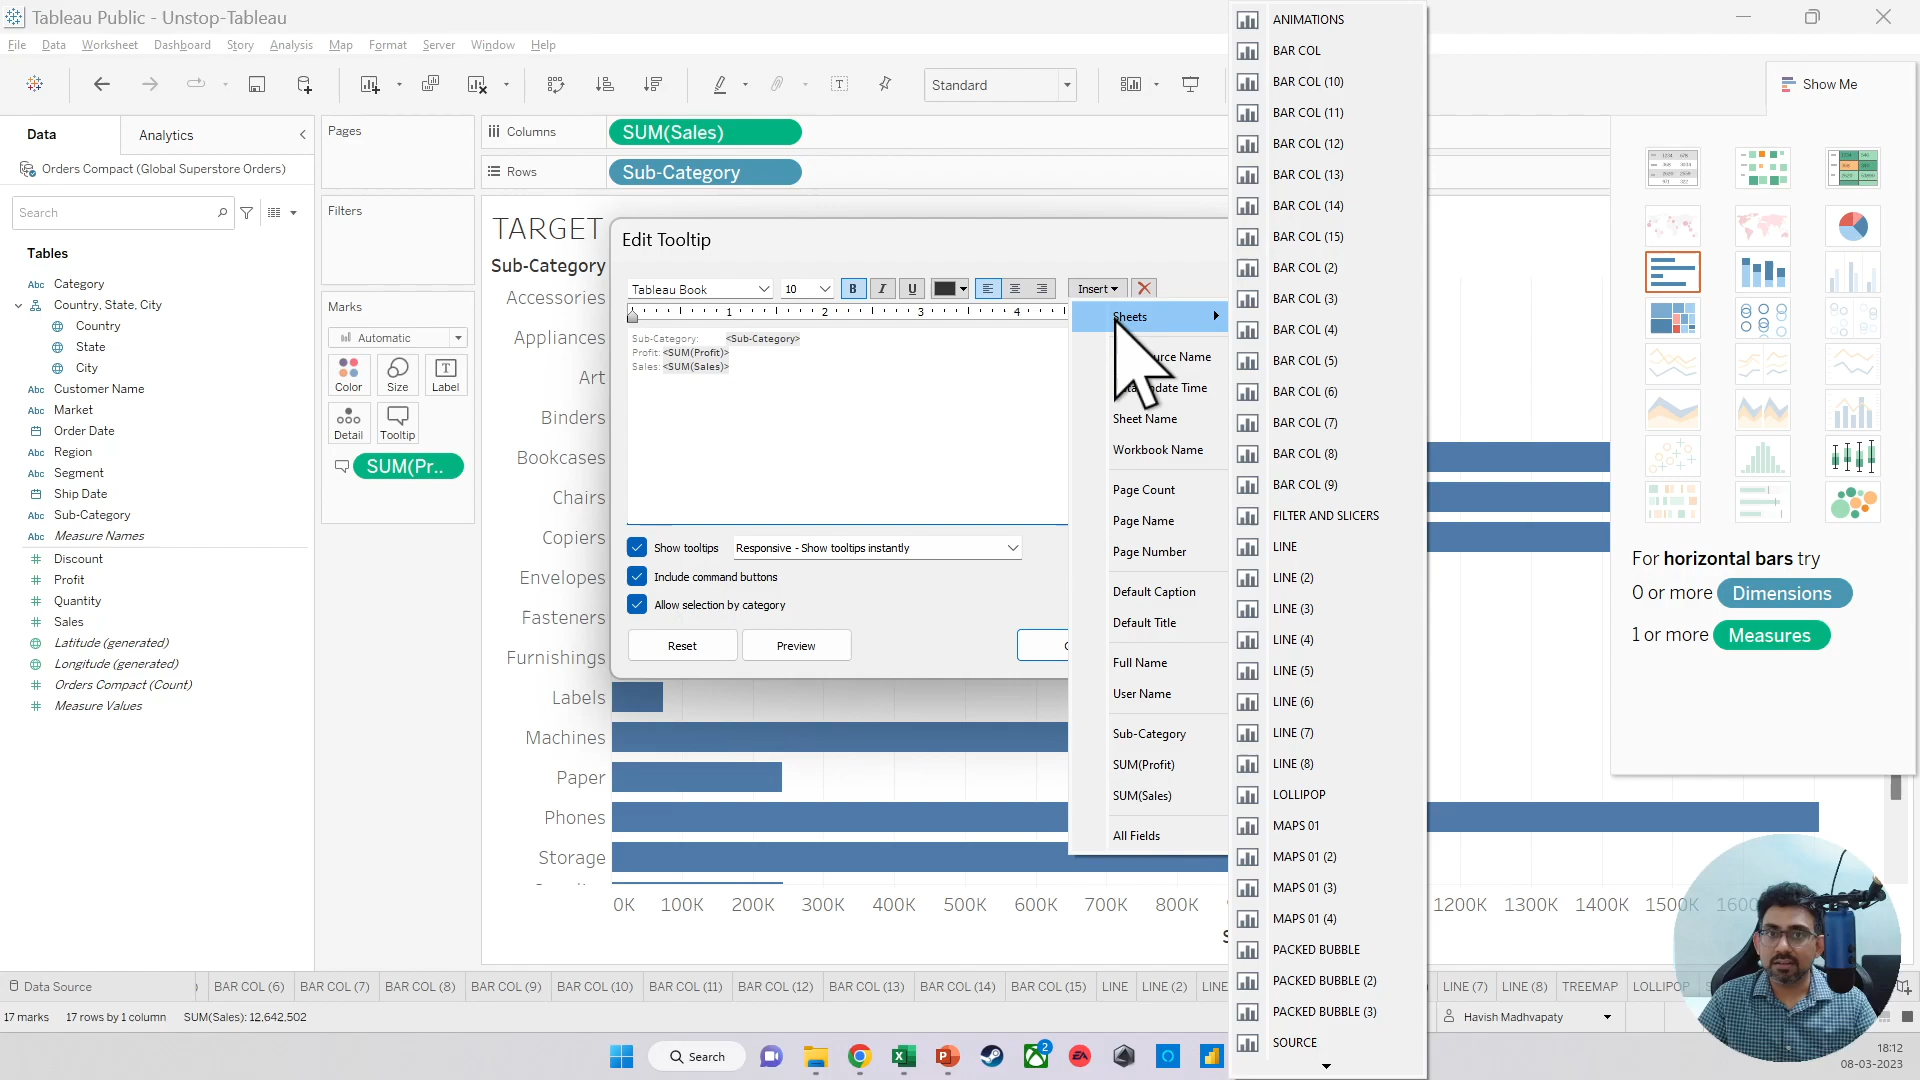 Tableau Public - Unstop-Tableau
File Data Worksheet Dashboard Story Analysis Map Format Server Window Help
Standard
Show Me
Data
Analytics
Orders Compact (Global Superstore Orders)
Search
Tables
Abc Category
Country, State, City
Country
State
City
Abc Customer Name
Abc Market
Order Date
Abc Region
Abc Segment
Ship Date
Abc Sub-Category
Abc Measure Names
# Discount
# Profit
# Quantity
# Sales
Latitude (generated)
Longitude (generated)
# Orders Compact (Count)
# Measure Values
Pages
Filters
Marks
Automatic
Color Size Label
Detail Tooltip
SUM(Pr..
Columns SUM(Sales)
Rows Sub-Category
TARGET
Sub-Category
Accessories
Appliances
Art
Binders
Bookcases
Chairs
Copiers
Envelopes
Fasteners
Furnishings
Labels
Machines
Paper
Phones
Storage
0K 100K 200K 300K 400K 500K 600K 700K 800K
1200K 1300K 1400K 1500K
Edit Tooltip
Tableau Book 10 B I U Insert
1 2 3 4
Sub-Category: <Sub-Category>
Profit: <SUM(Profit)>
Sales: <SUM(Sales)>
Show tooltips Responsive - Show tooltips instantly
Include command buttons
Allow selection by category
Reset Preview
Sheets
Sheet Name
Workbook Name
Page Count
Page Name
Page Number
Default Caption
Default Title
Full Name
User Name
Sub-Category
SUM(Profit)
SUM(Sales)
All Fields
ANIMATIONS
BAR COL
BAR COL (10)
BAR COL (11)
BAR COL (12)
BAR COL (13)
BAR COL (14)
BAR COL (15)
BAR COL (2)
BAR COL (3)
BAR COL (4)
BAR COL (5)
BAR COL (6)
BAR COL (7)
BAR COL (8)
BAR COL (9)
FILTER AND SLICERS
LINE
LINE (2)
LINE (3)
LINE (4)
LINE (5)
LINE (6)
LINE (7)
LINE (8)
LOLLIPOP
MAPS 01
MAPS 01 (2)
MAPS 01 (3)
MAPS 01 (4)
PACKED BUBBLE
PACKED BUBBLE (2)
PACKED BUBBLE (3)
SOURCE
For horizontal bars try
0 or more Dimensions
1 or more Measures
Data Source BAR COL (6) BAR COL (7) BAR COL (8) BAR COL (9) BAR COL (10) BAR COL (11) BAR COL (12) BAR COL (13) BAR COL (14) BAR COL (15) LINE LINE (2) LINE LINE (7) LINE (8) TREEMAP LOLLIPOP
17 marks 17 rows by 1 column SUM(Sales): 12,642,502
Havish Madhvapaty
Search
2
18:12
08-03-2023